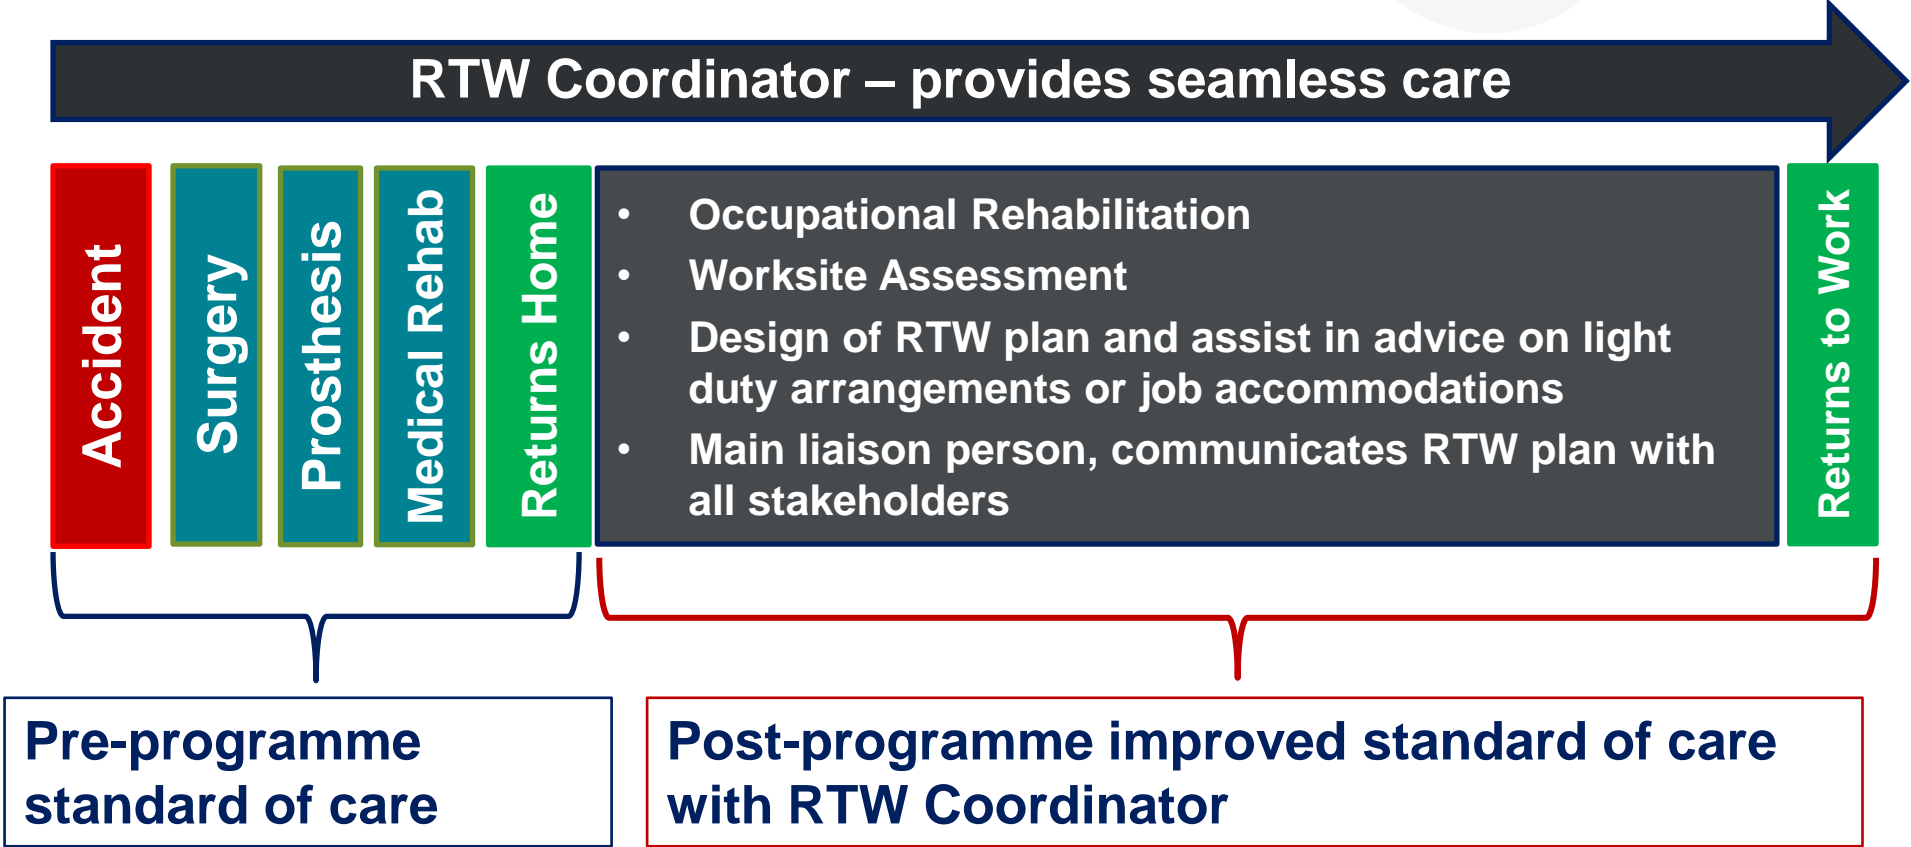 RTW Coordinator – provides seamless care
Accident
Surgery
Prosthesis
Medical Rehab
Returns Home
• Occupational Rehabilitation
• Worksite Assessment
• Design of RTW plan and assist in advice on light
duty arrangements or job accommodations
• Main liaison person, communicates RTW plan with
all stakeholders
Returns to Work
Pre-programme
standard of care
Post-programme improved standard of care
with RTW Coordinator